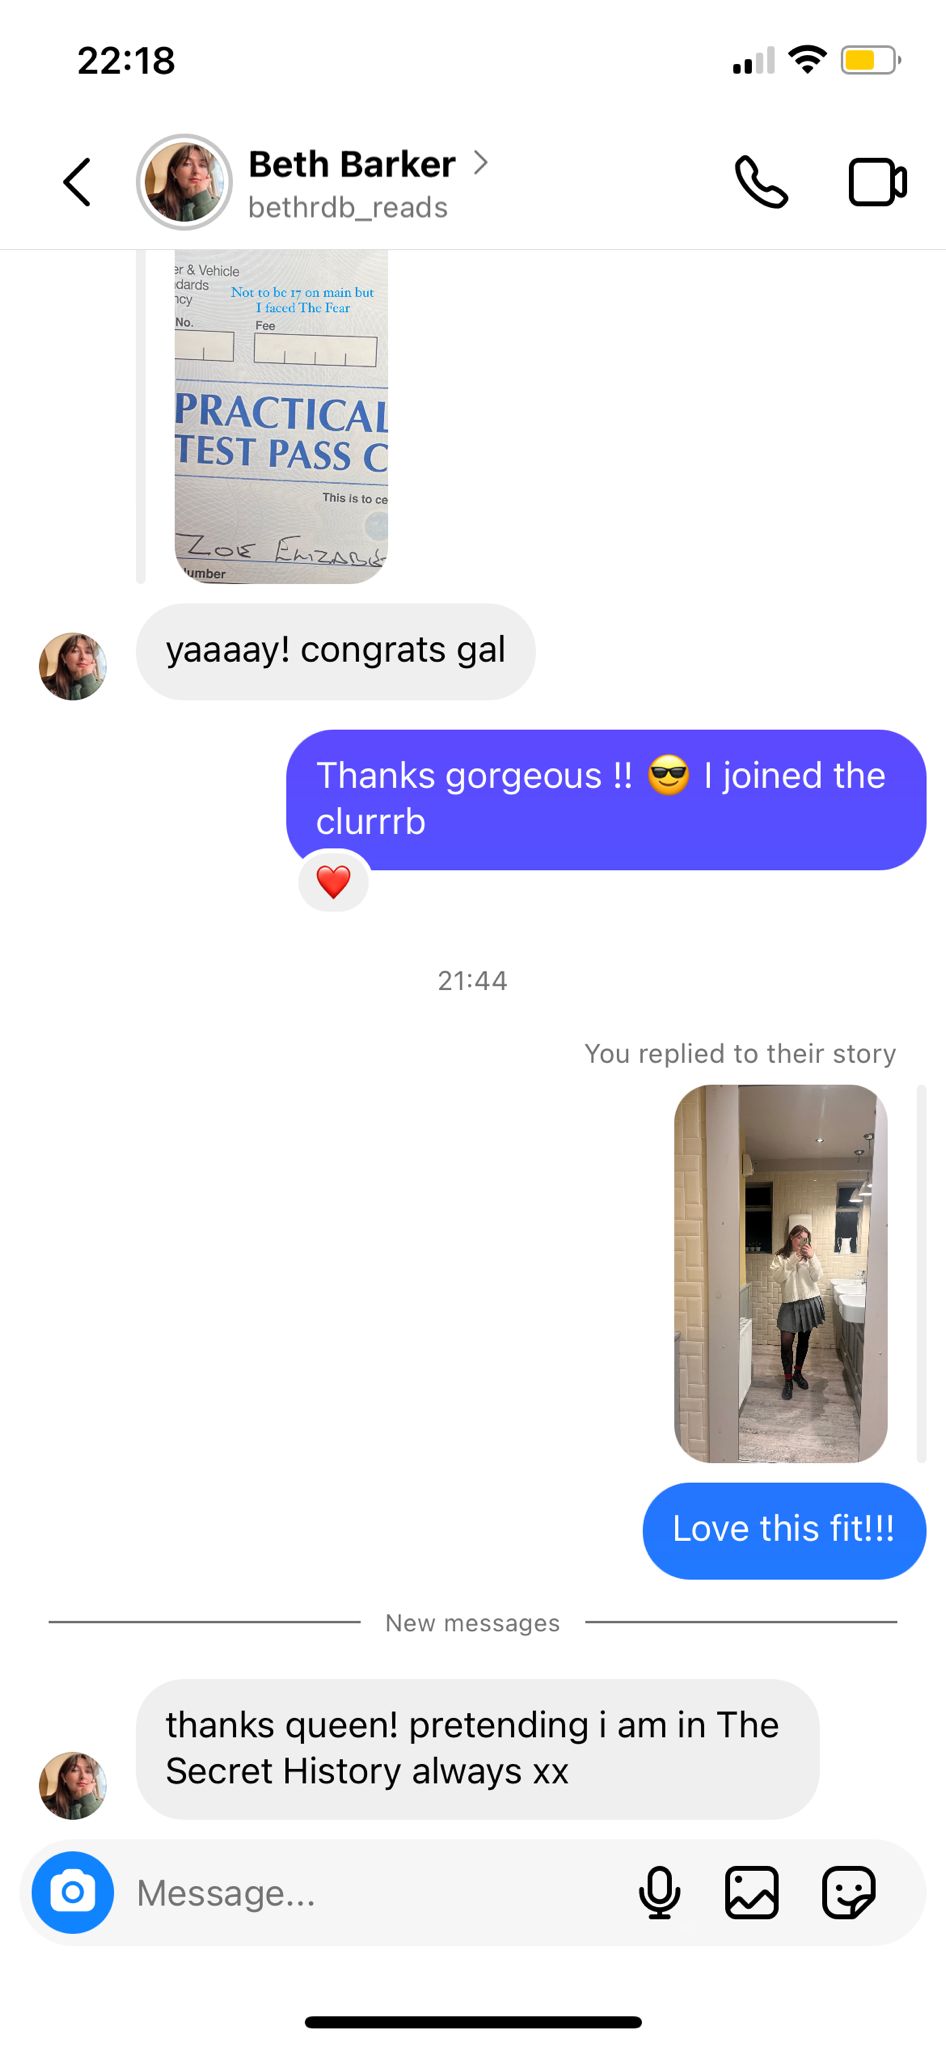 22:18
Beth Barker
bethrdb_reads
er & Vehicle
dards
ncy
Not to be 17 on main but
I faced The Fear
No.
Fee
PRACTICAL
TEST PASS C
This is to ce
ZOE ELIZABE
umber
yaaaay! congrats gal
Thanks gorgeous !! 😎 I joined the
clurrrb
21:44
You replied to their story
Love this fit!!!
New messages
thanks queen! pretending i am in The
Secret History always xx
Message...